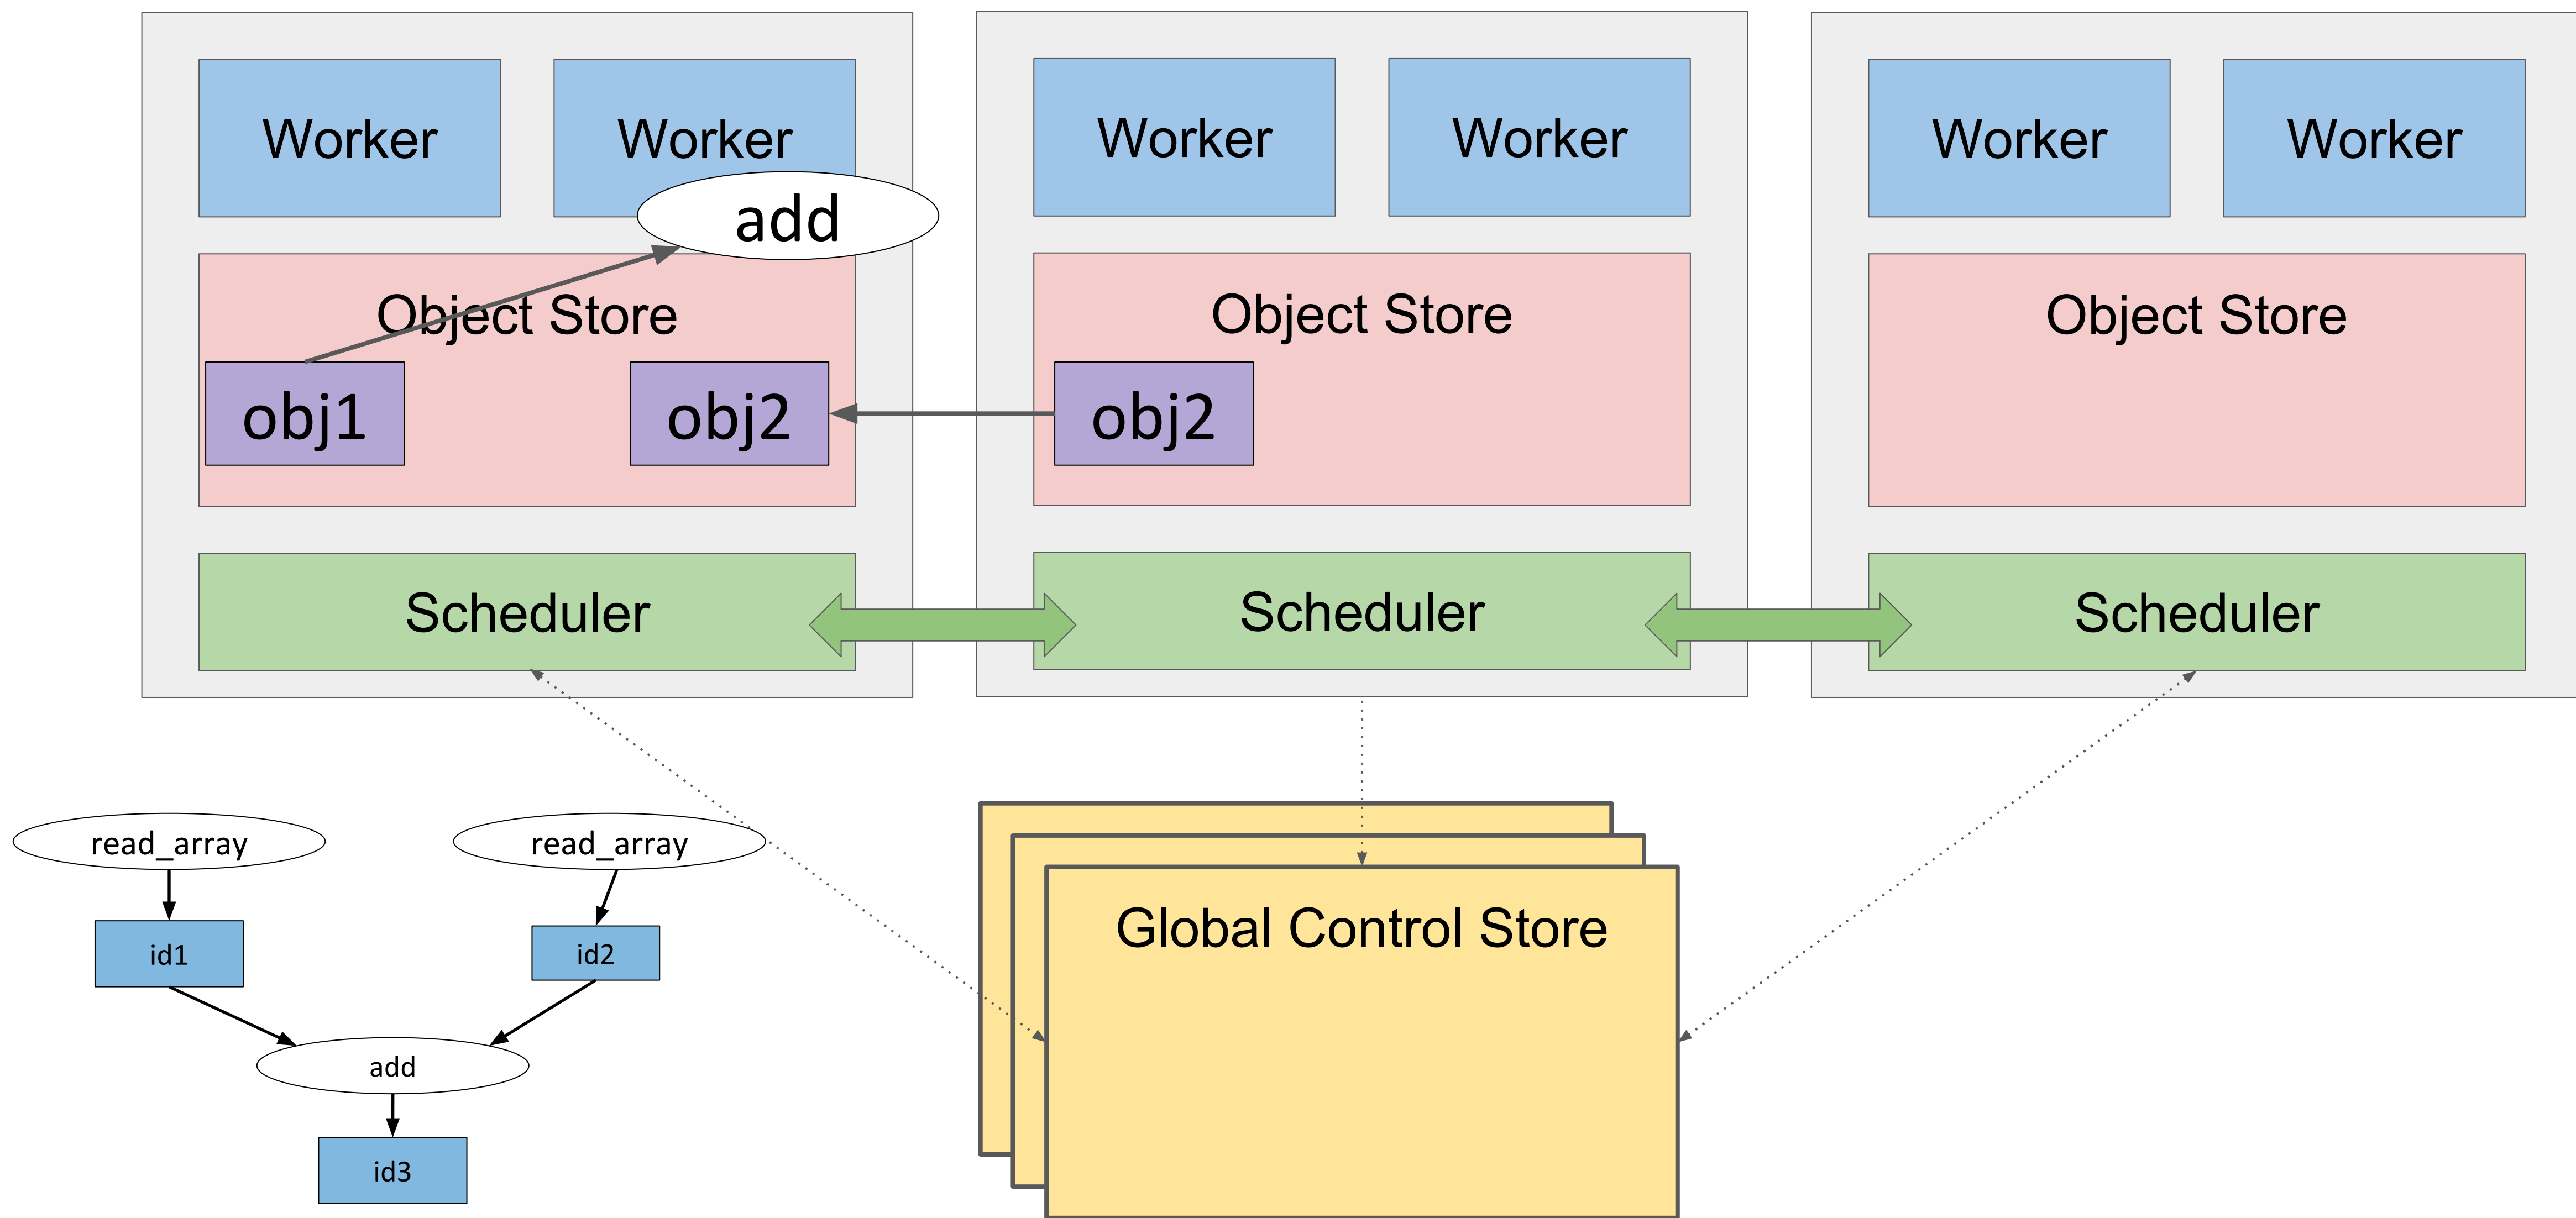 Worker
Worker
Worker
Worker
Worker
Worker
add
Object Store
Object Store
Object Store
obj1
obj2
obj2
Scheduler
Scheduler
Scheduler
read_array
read_array
id1
id2
add
id3
Global Control Store